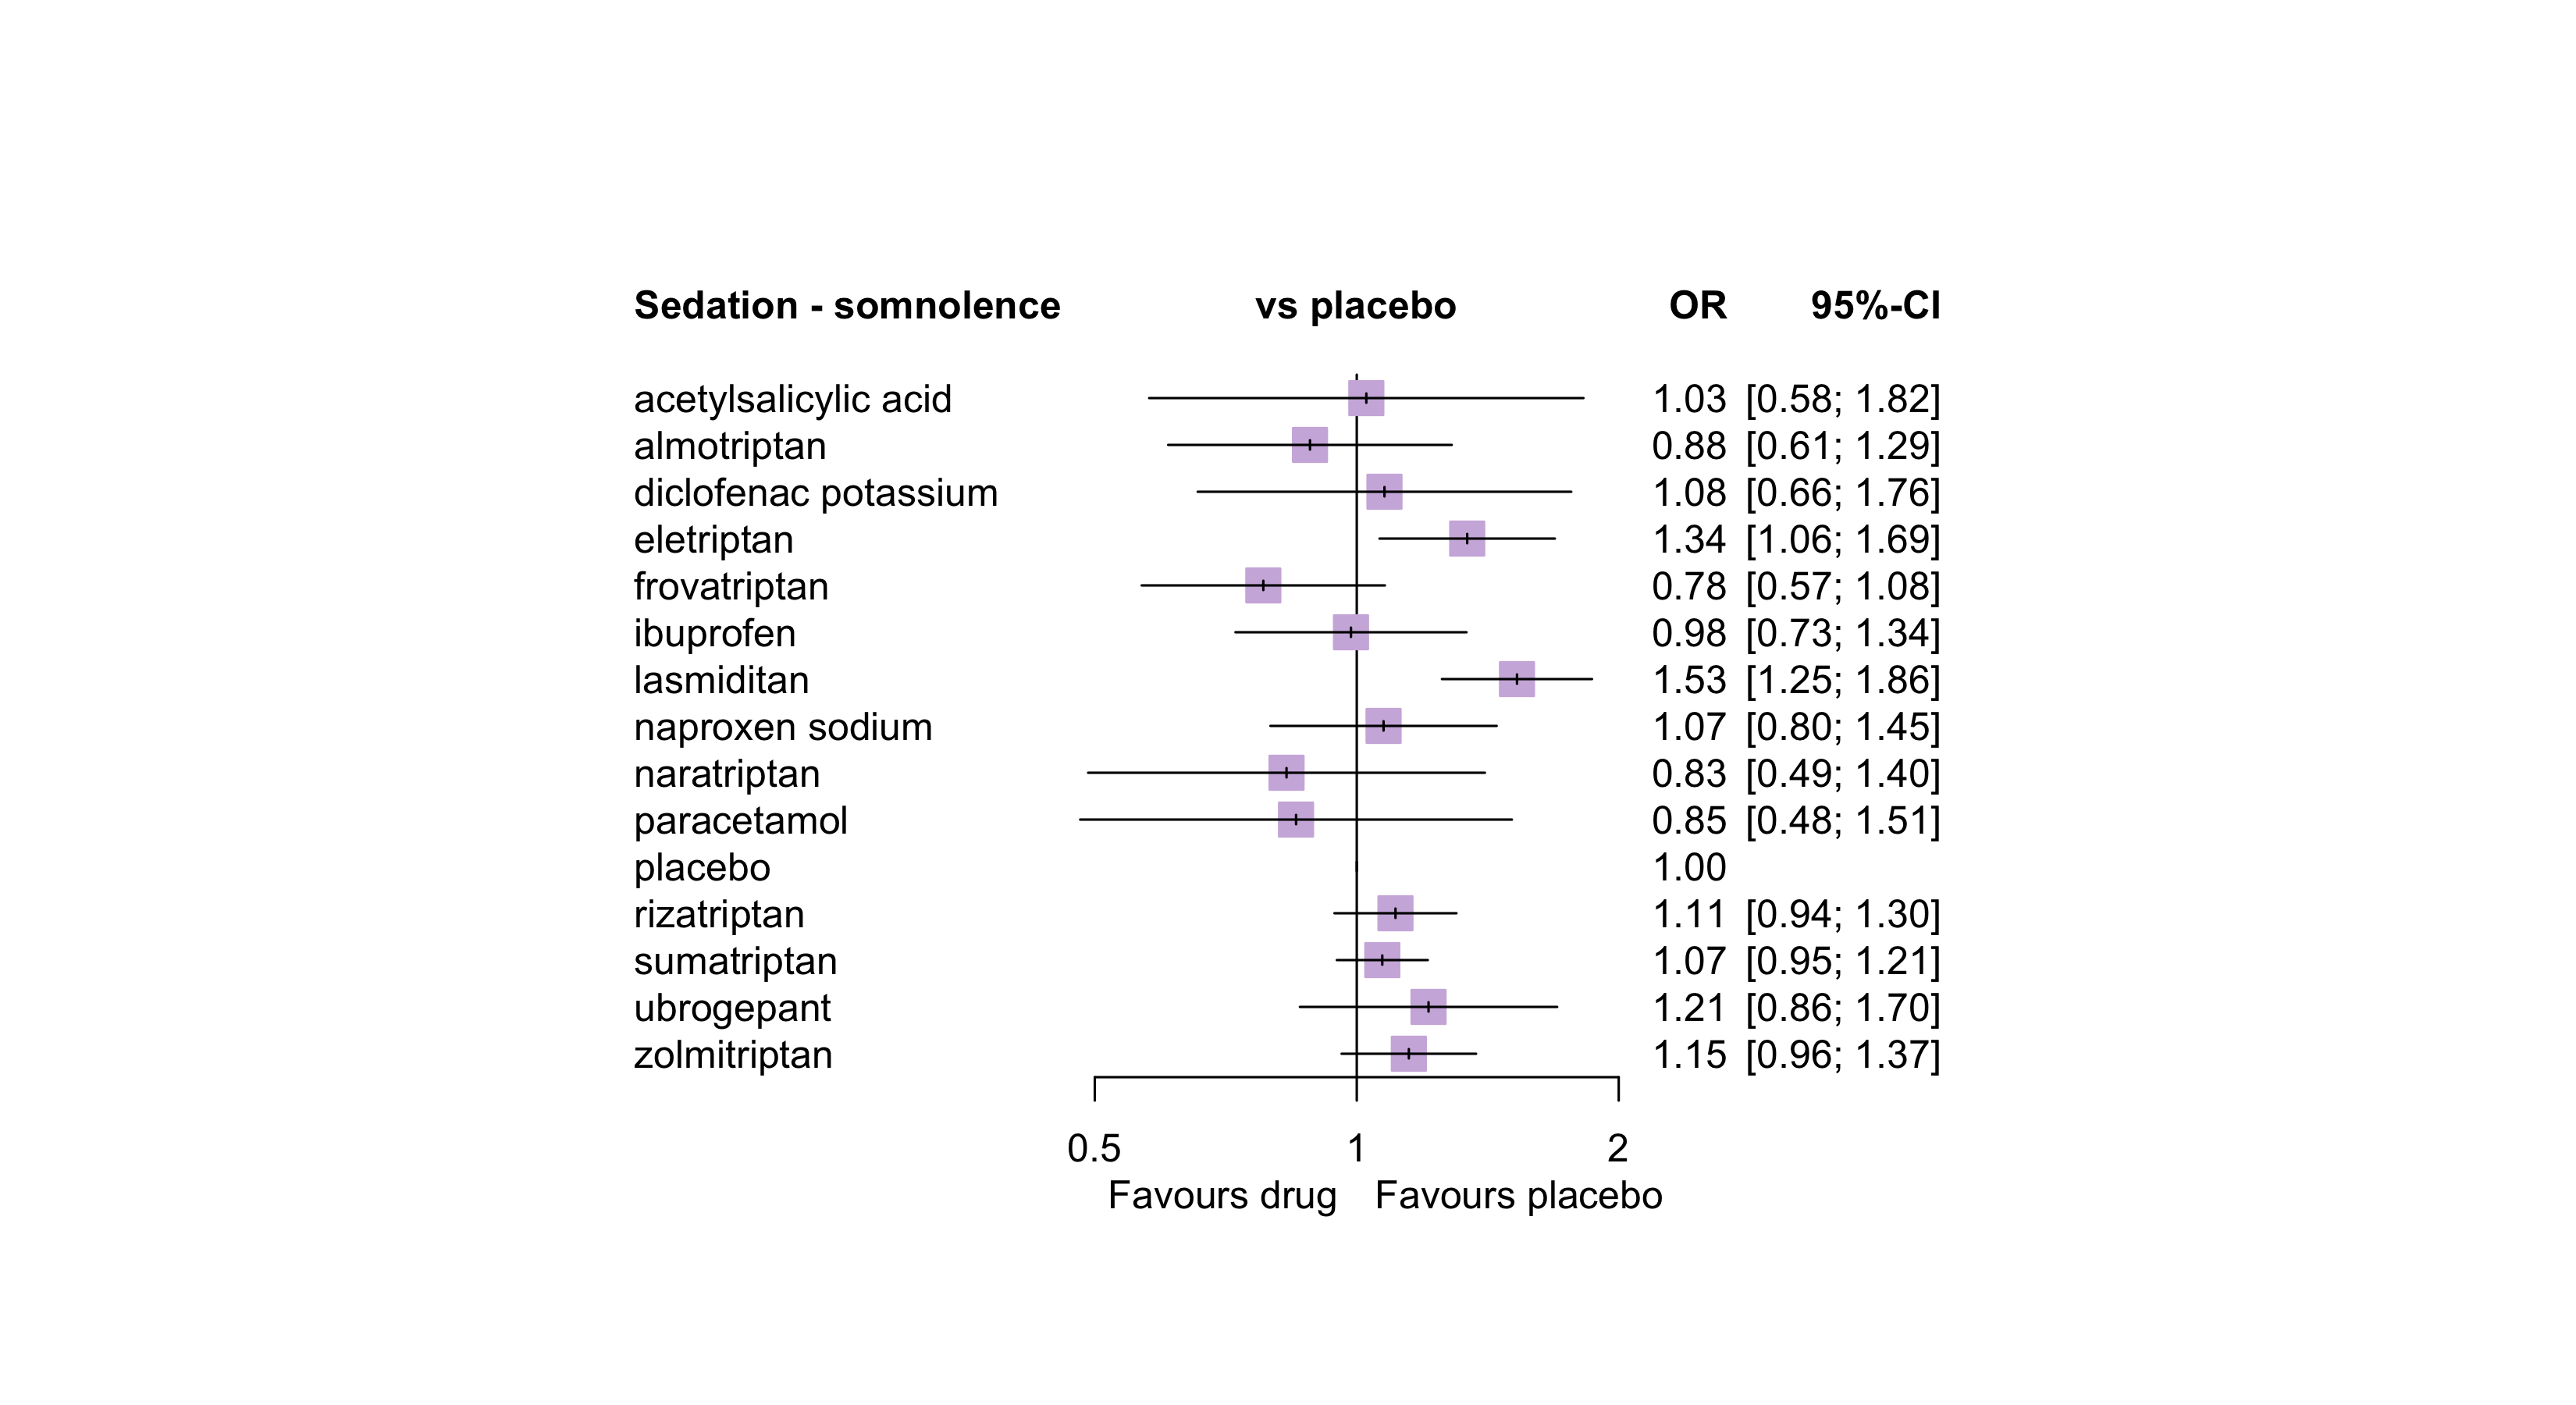 Sedation - somnolence vs placebo OR 95%-CI
acetylsalicylic acid 1.03 [0.58; 1.82]
almotriptan 0.88 [0.61; 1.29]
diclofenac potassium 1.08 [0.66; 1.76]
eletriptan 1.34 [1.06; 1.69]
frovatriptan 0.78 [0.57; 1.08]
ibuprofen 0.98 [0.73; 1.34]
lasmiditan 1.53 [1.25; 1.86]
naproxen sodium 1.07 [0.80; 1.45]
naratriptan 0.83 [0.49; 1.40]
paracetamol 0.85 [0.48; 1.51]
placebo 1.00
rizatriptan 1.11 [0.94; 1.30]
sumatriptan 1.07 [0.95; 1.21]
ubrogepant 1.21 [0.86; 1.70]
zolmitriptan 1.15 [0.96; 1.37]
0.5 1 2
Favours drug Favours placebo